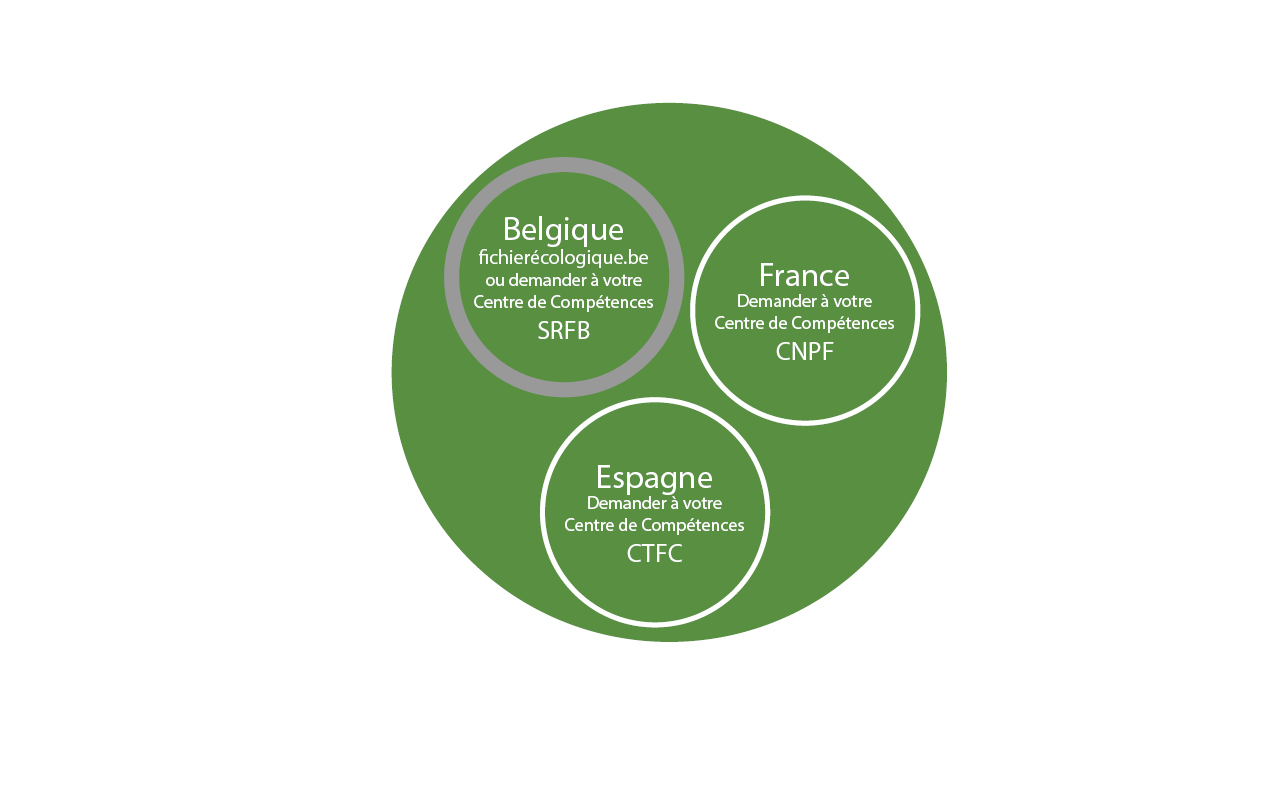 Belgique
fichierécologique.be
ou demander à votre
Centre de Compétences
SRFB
France
Demander à votre
Centre de Compétences
CNPF
Espagne
Demander à votre
Centre de Compétences
CTFC